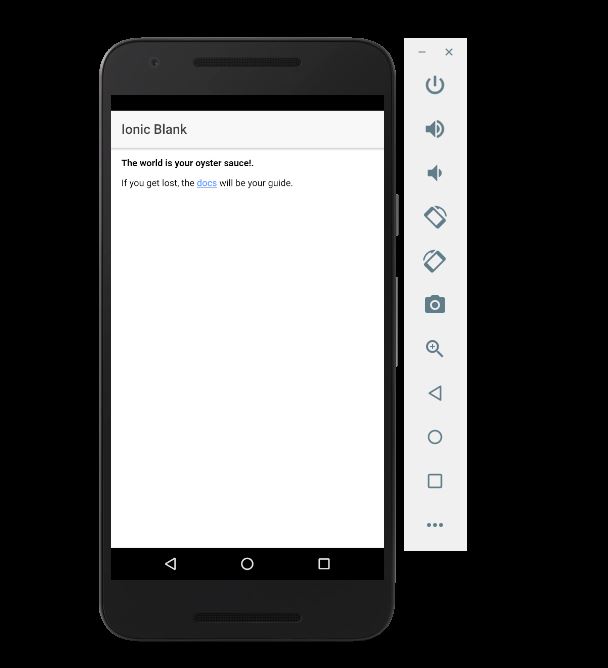 Ionic Blank
The world is your oyster sauce!.
If you get lost, the docs will be your guide.